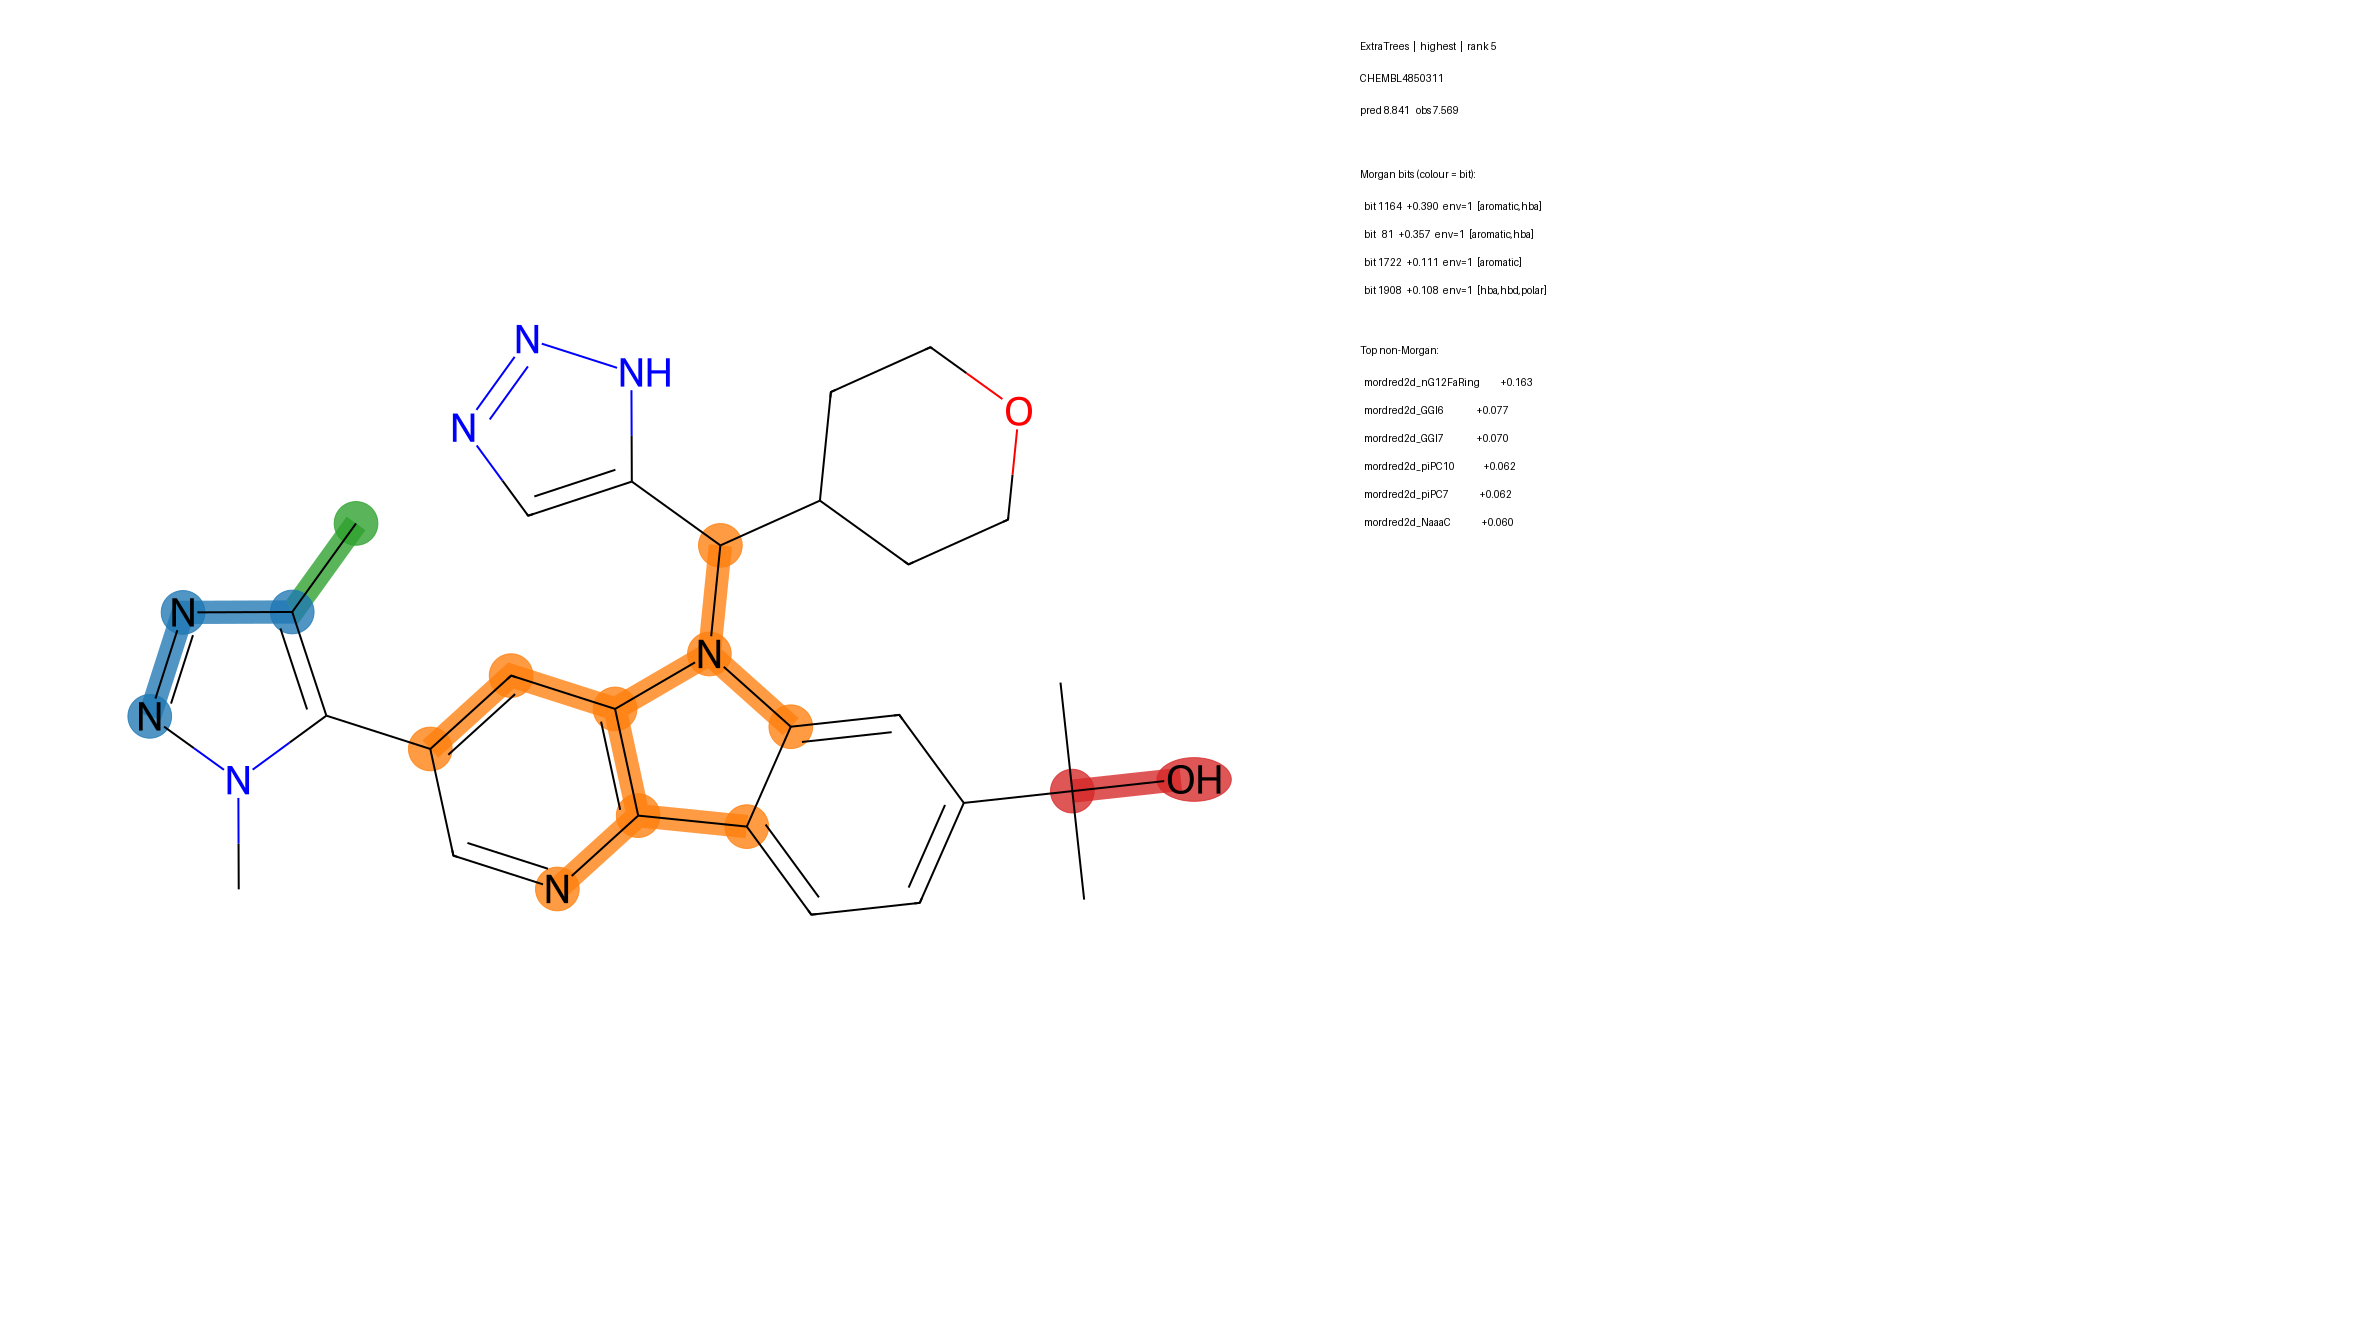 ExtraTrees | highest | rank 5
CHEMBL4850311
pred 8.841 obs 7.569
Morgan bits (colour = bit):
bit 1164 +0.390 env=1 [aromatic,hba]
bit 81 +0.357 env=1 [aromatic,hba]
bit 1722 +0.111 env=1 [aromatic]
bit 1908 +0.108 env=1 [hba,hbd,polar]
Top non-Morgan:
mordred2d_nG12FaRing +0.163
mordred2d_GGI6 +0.077
mordred2d_GGI7 +0.070
mordred2d_piPC10 +0.062
mordred2d_piPC7 +0.062
mordred2d_NaaaC +0.060
N
NH
O
N
N
N
N
N
OH
N